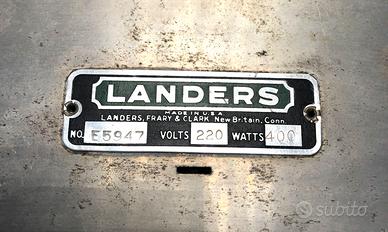 LANDERS
MADE IN U.S.A.
LANDERS, FRARY & CLARK, New Britain, Conn.
NO. E5947 VOLTS 220 WATTS 400
subito